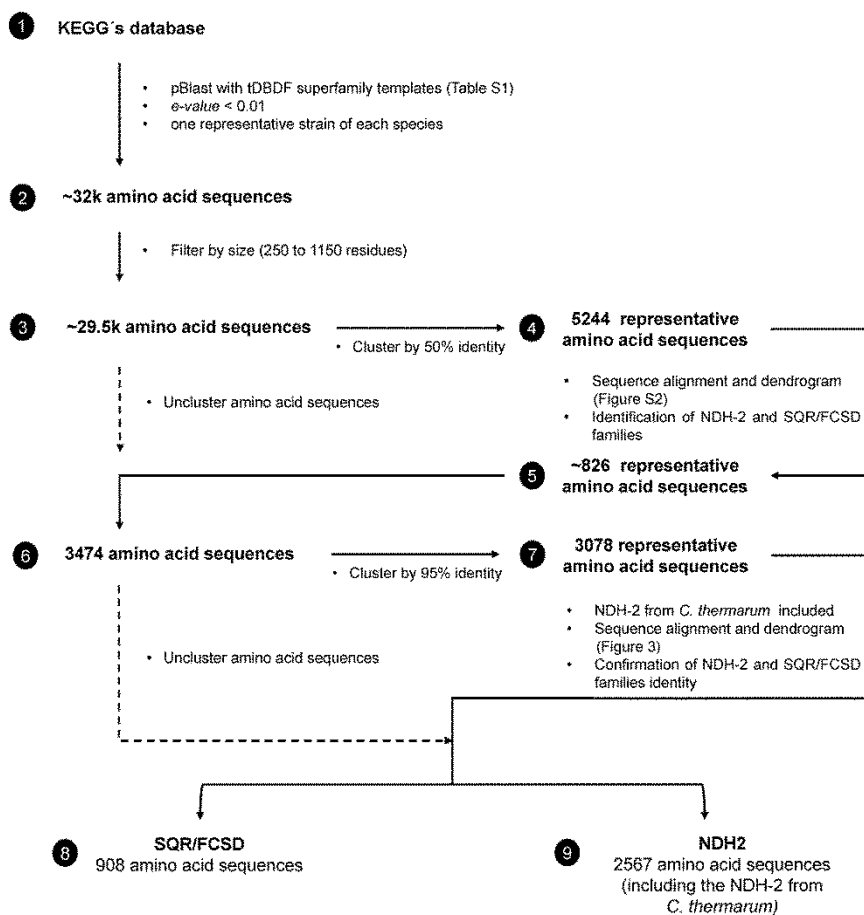 1 KEGG´s database
• pBlast with tDBDF superfamily templates (Table S1)
• e-value < 0.01
• one representative strain of each species
2 ~32k amino acid sequences
• Filter by size (250 to 1150 residues)
3 ~29.5k amino acid sequences
• Cluster by 50% identity
4 5244 representative
amino acid sequences
• Uncluster amino acid sequences
• Sequence alignment and dendrogram
(Figure S2)
• Identification of NDH-2 and SQR/FCSD
families
5 ~826 representative
amino acid sequences
6 3474 amino acid sequences
• Cluster by 95% identity
7 3078 representative
amino acid sequences
• Uncluster amino acid sequences
• NDH-2 from C. thermarum included
• Sequence alignment and dendrogram
(Figure 3)
• Confirmation of NDH-2 and SQR/FCSD
families identity
8 SQR/FCSD
908 amino acid sequences
9 NDH2
2567 amino acid sequences
(including the NDH-2 from
C. thermarum)